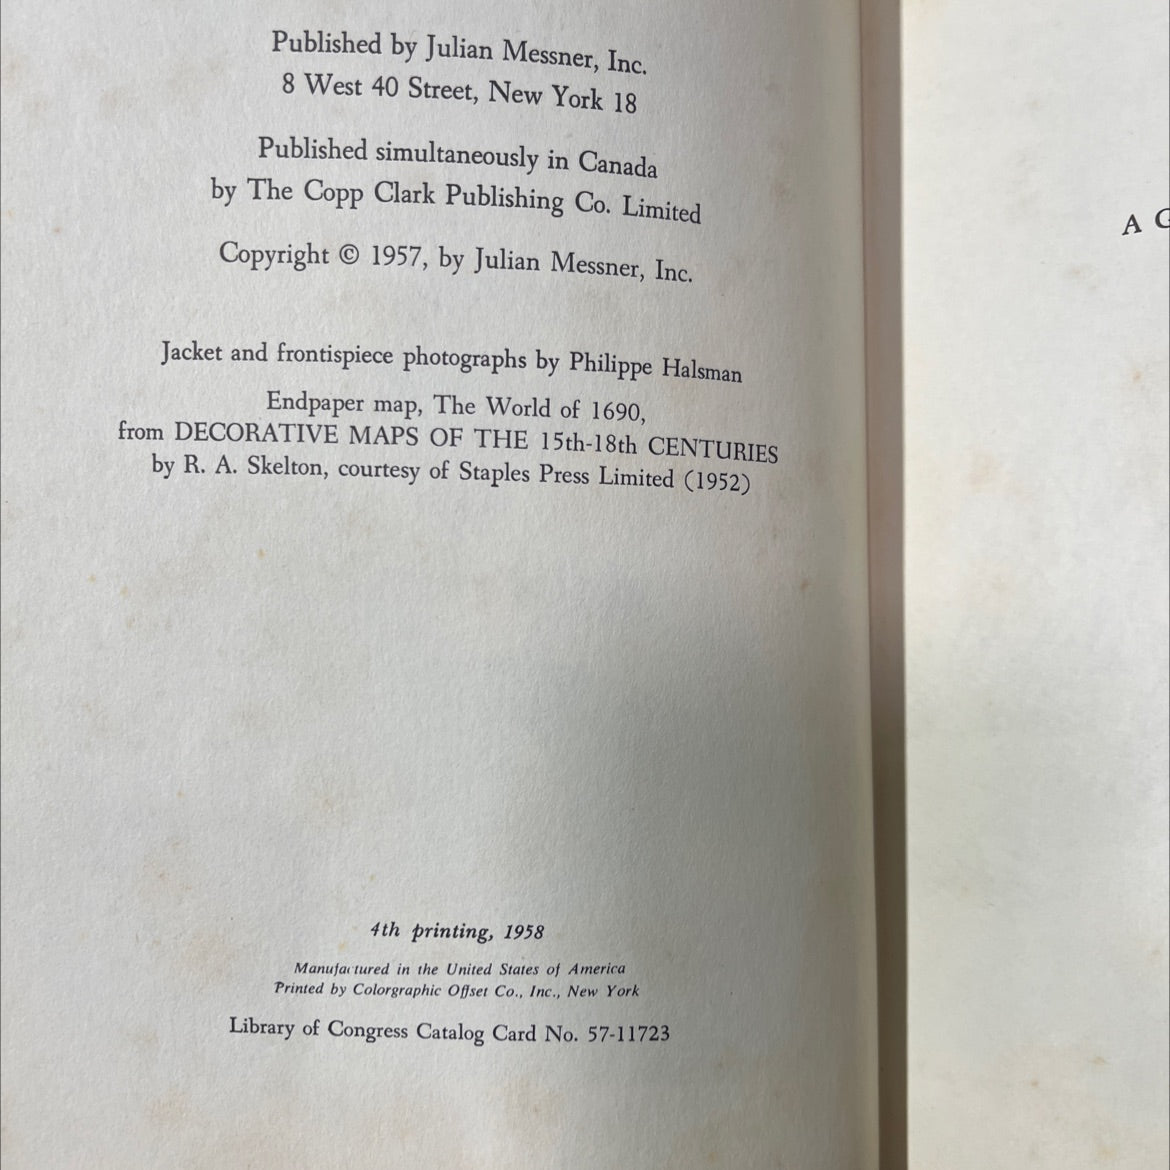 Published by Julian Messner, Inc.
8 West 40 Street, New York 18
Published simultaneously in Canada
by The Copp Clark Publishing Co. Limited
Copyright © 1957, by Julian Messner, Inc.
Jacket and frontispiece photographs by Philippe Halsman
Endpaper map, The World of 1690,
from DECORATIVE MAPS OF THE 15th-18th CENTURIES
by R. A. Skelton, courtesy of Staples Press Limited (1952)
4th printing, 1958
Manufactured in the United States of America
Printed by Colorgraphic Offset Co., Inc., New York
Library of Congress Catalog Card No. 57-11723
A